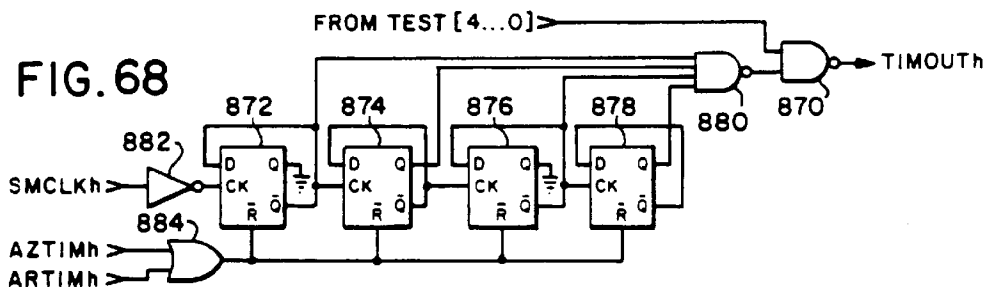 FROM TEST [4...0]
TIMOUTh
FIG. 68
880
870
872
874
876
878
882
D Q
D Q
D Q
D Q
SMCLKh
CK
CK
CK
CK
Q̅
Q̅
Q̅
Q̅
R̅
R̅
R̅
R̅
884
AZTIMh
ARTIMh